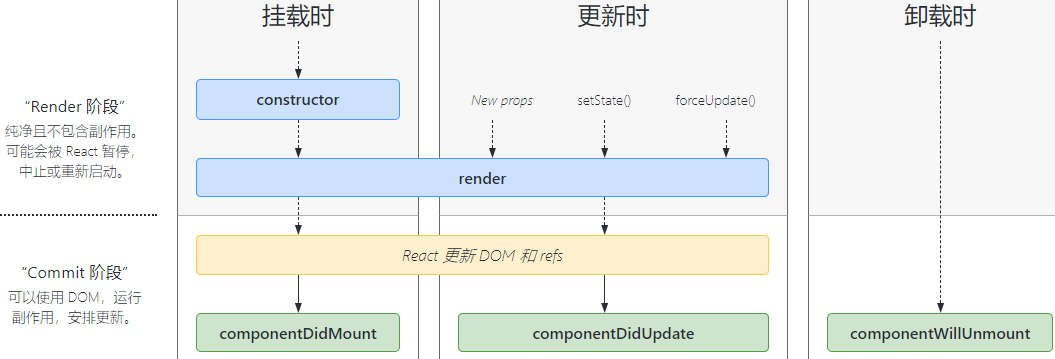 挂载时
更新时
卸载时
“Render 阶段”
纯净且不包含副作用。
可能会被 React 暂停，
中止或重新启动。
constructor
New props
setState()
forceUpdate()
render
“Commit 阶段”
可以使用 DOM，运行
副作用，安排更新。
React 更新 DOM 和 refs
componentDidMount
componentDidUpdate
componentWillUnmount